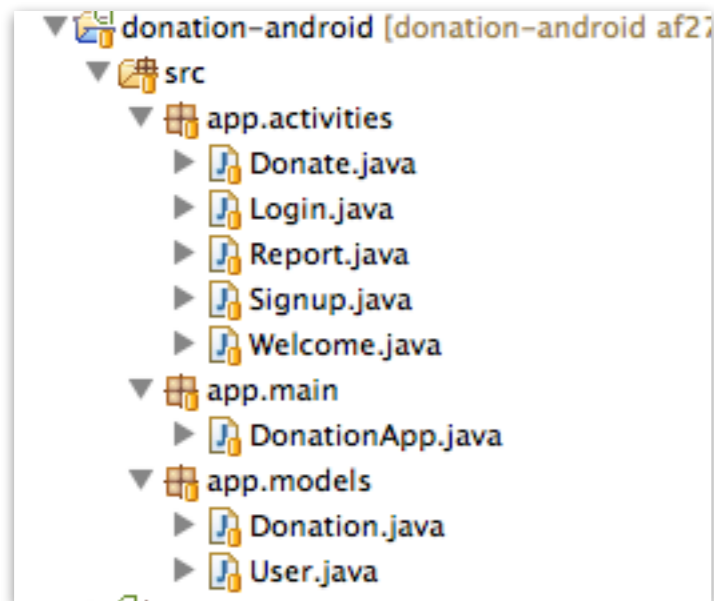 donation-android [donation-android af27
src
app.activities
Donate.java
Login.java
Report.java
Signup.java
Welcome.java
app.main
DonationApp.java
app.models
Donation.java
User.java